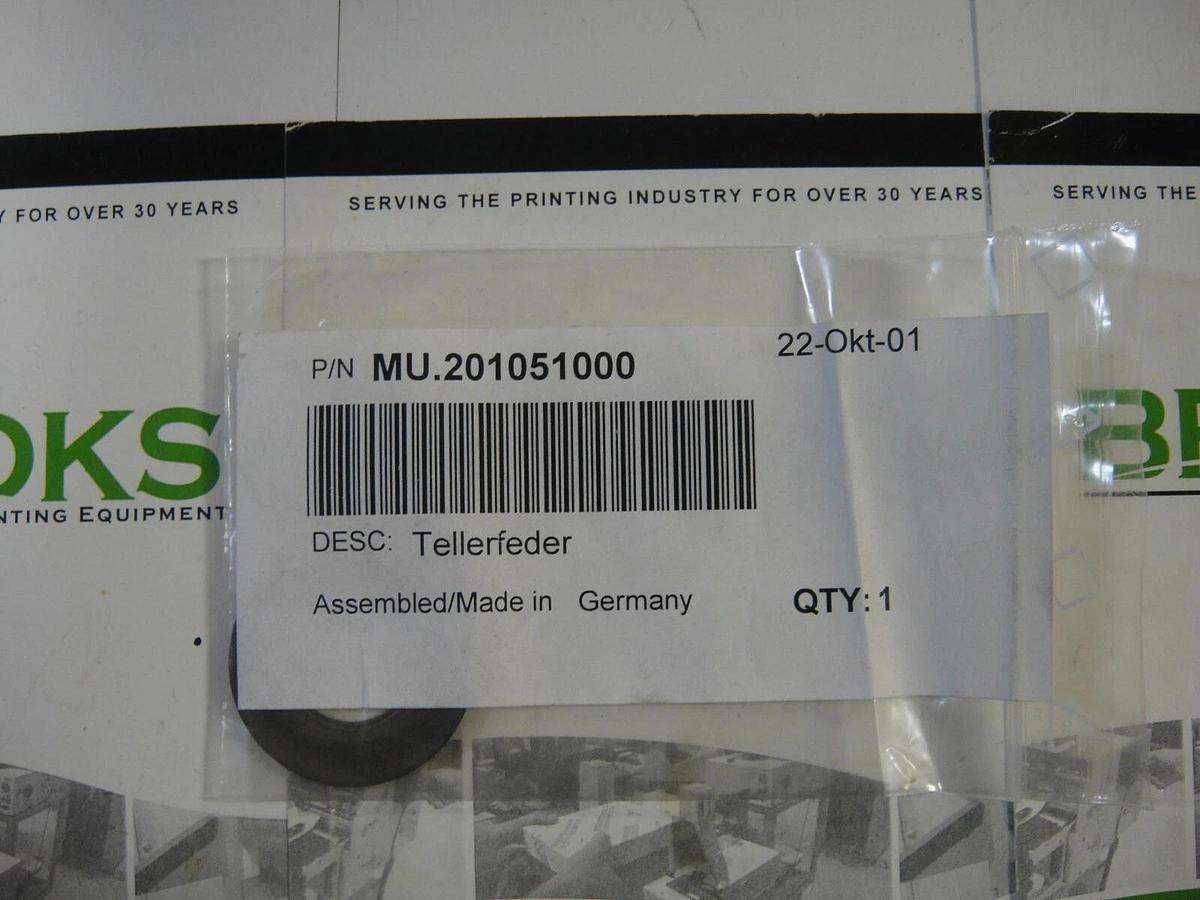 Y FOR OVER 30 YEARS
SERVING THE PRINTING INDUSTRY FOR OVER 30 YEARS
SERVING THE
P/N MU.201051000
22-Okt-01
OKS
NTING EQUIPMENT
DESC: Tellerfeder
Assembled/Made in Germany
QTY: 1